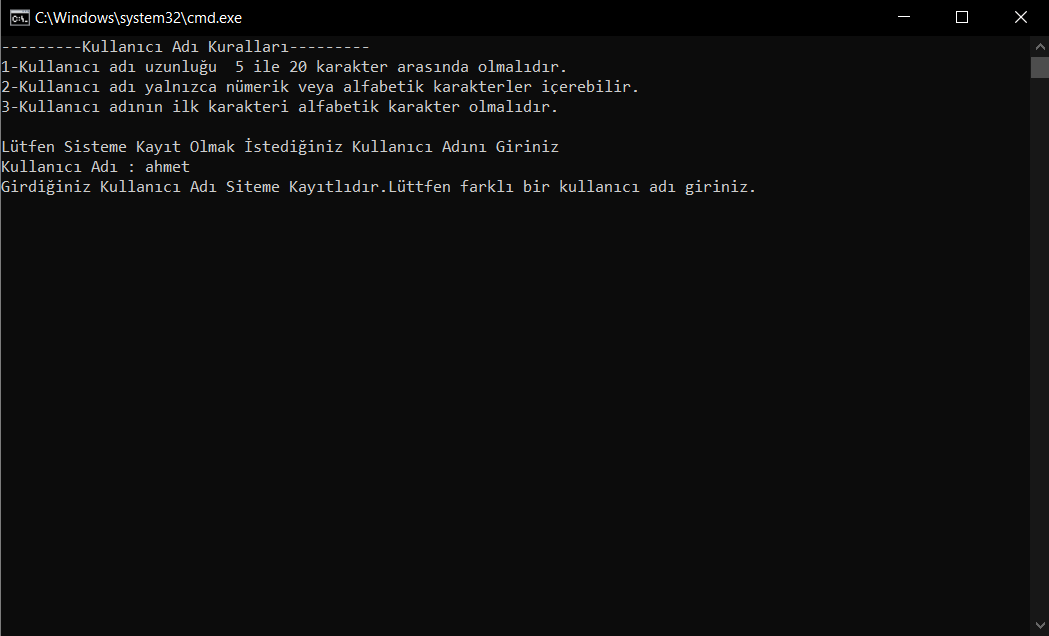 C:\Windows\system32\cmd.exe
---------Kullanıcı Adı Kuralları---------
1-Kullanıcı adı uzunluğu  5 ile 20 karakter arasında olmalıdır.
2-Kullanıcı adı yalnızca nümerik veya alfabetik karakterler içerebilir.
3-Kullanıcı adının ilk karakteri alfabetik karakter olmalıdır.
Lütfen Sisteme Kayıt Olmak İstediğiniz Kullanıcı Adını Giriniz
Kullanıcı Adı : ahmet
Girdiğiniz Kullanıcı Adı Siteme Kayıtlıdır.Lüttfen farklı bir kullanıcı adı giriniz.